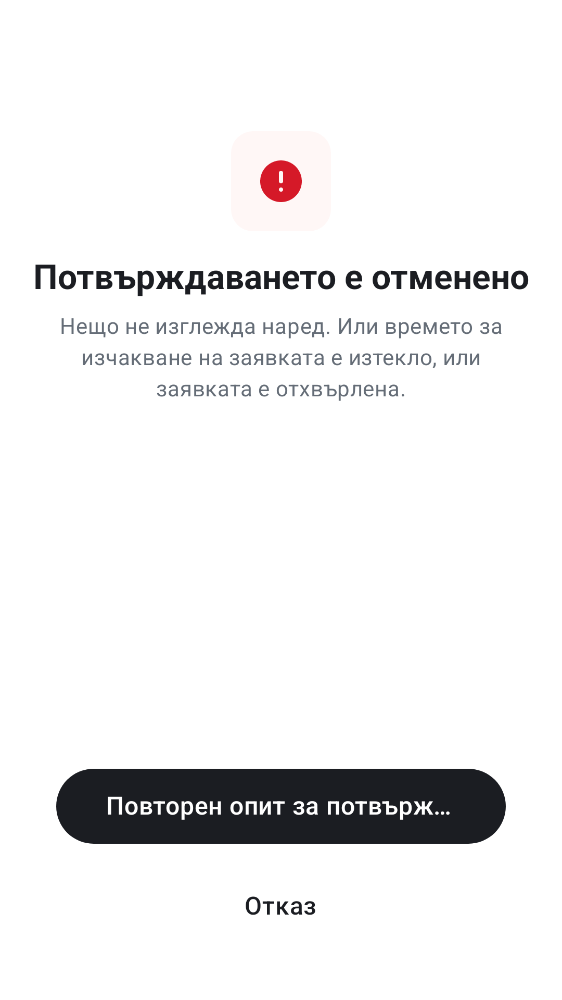 Потвърждаването е отменено
Нещо не изглежда наред. Или времето за
изчакване на заявката е изтекло, или
заявката е отхвърлена.
Повторен опит за потвърж...
Отказ